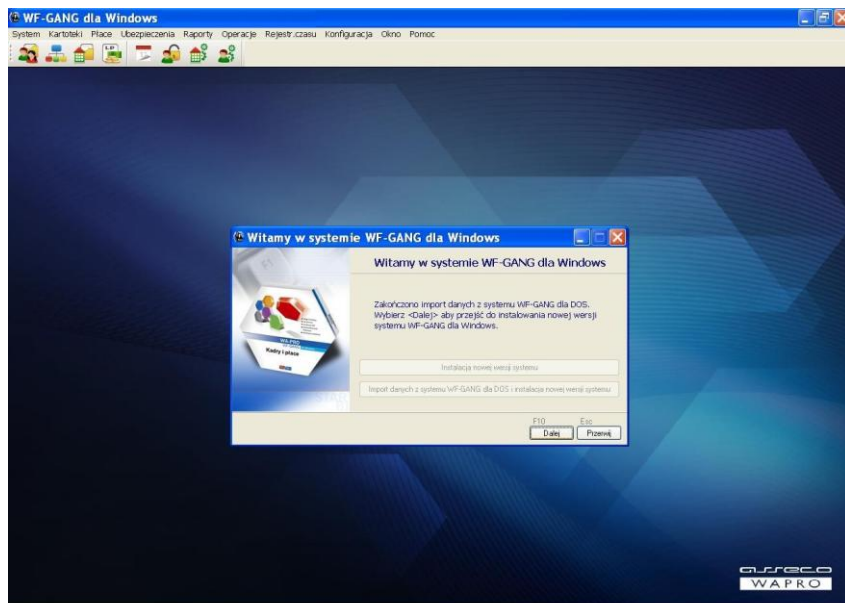 WF-GANG dla Windows
System Kartoteki Płace Ubezpieczenia Raporty Operacje Rejestr.czasu Konfiguracja Okno Pomoc
Witamy w systemie WF-GANG dla Windows
Witamy w systemie WF-GANG dla Windows
Zakończono import danych z systemu WF-GANG dla DOS.
Wybierz <Dalej> aby przejść do instalowania nowej wersji
systemu WF-GANG dla Windows.
WA-PRO
Kadry i płace
Instalacja nowej wersji systemu
Import danych z systemu WF-GANG dla DOS i instalacja nowej wersji systemu
F10 Esc
Dalej Przerwij
asseco
WAPRO